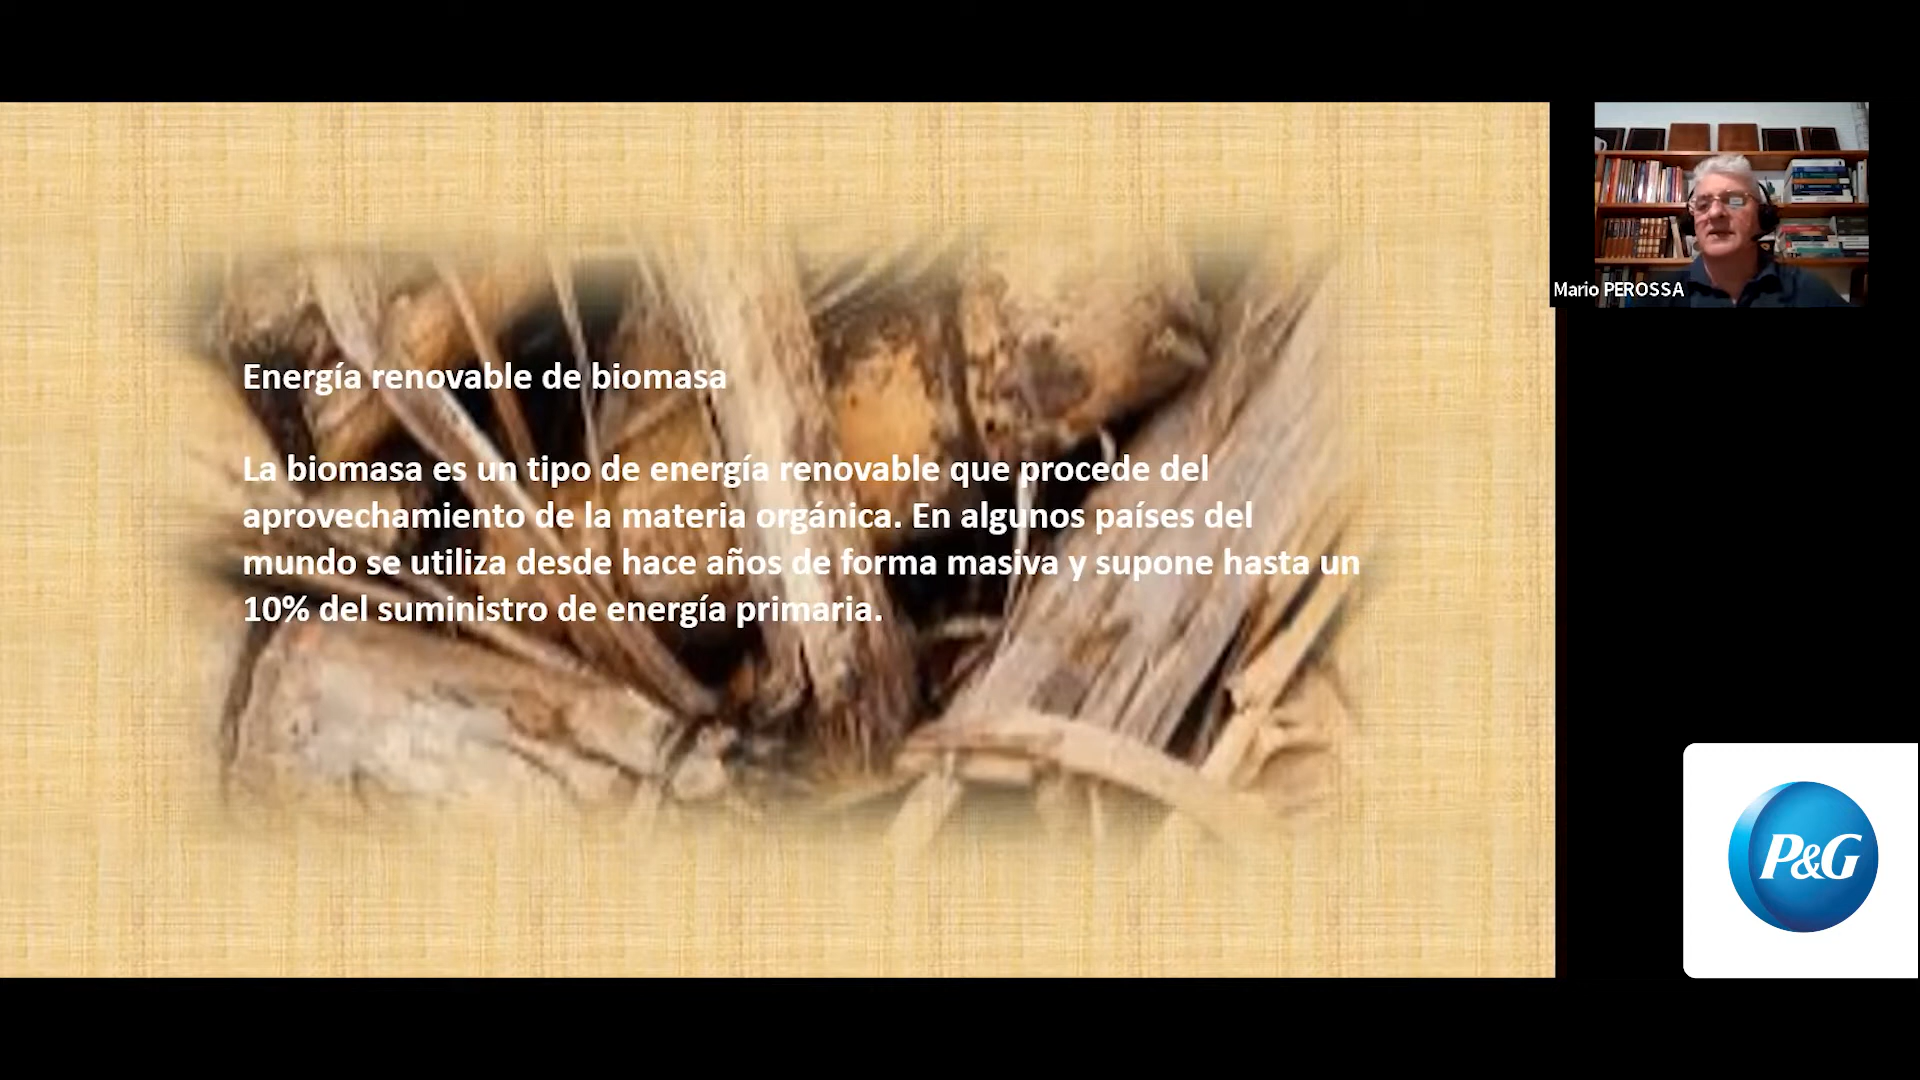 Energía renovable de biomasa
La biomasa es un tipo de energía renovable que procede del
aprovechamiento de la materia orgánica. En algunos países del
mundo se utiliza desde hace años de forma masiva y supone hasta un
10% del suministro de energía primaria.
Mario PEROSSA
P&G